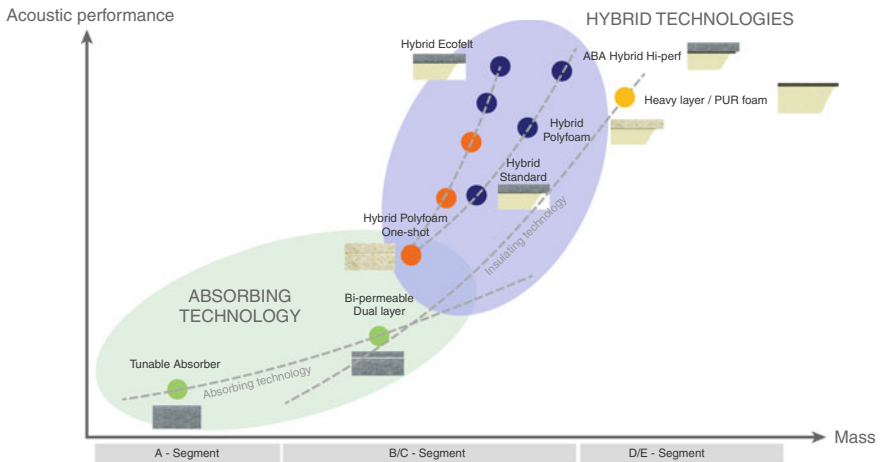 Acoustic performance
HYBRID TECHNOLOGIES
Hybrid Ecofelt
ABA Hybrid Hi-perf
Heavy layer / PUR foam
Hybrid
Polyfoam
Hybrid
Standard
Hybrid Polyfoam
One-shot
Insulating technology
ABSORBING
TECHNOLOGY
Bi-permeable
Dual layer
Tunable Absorber
Absorbing technology
Mass
A - Segment
B/C - Segment
D/E - Segment